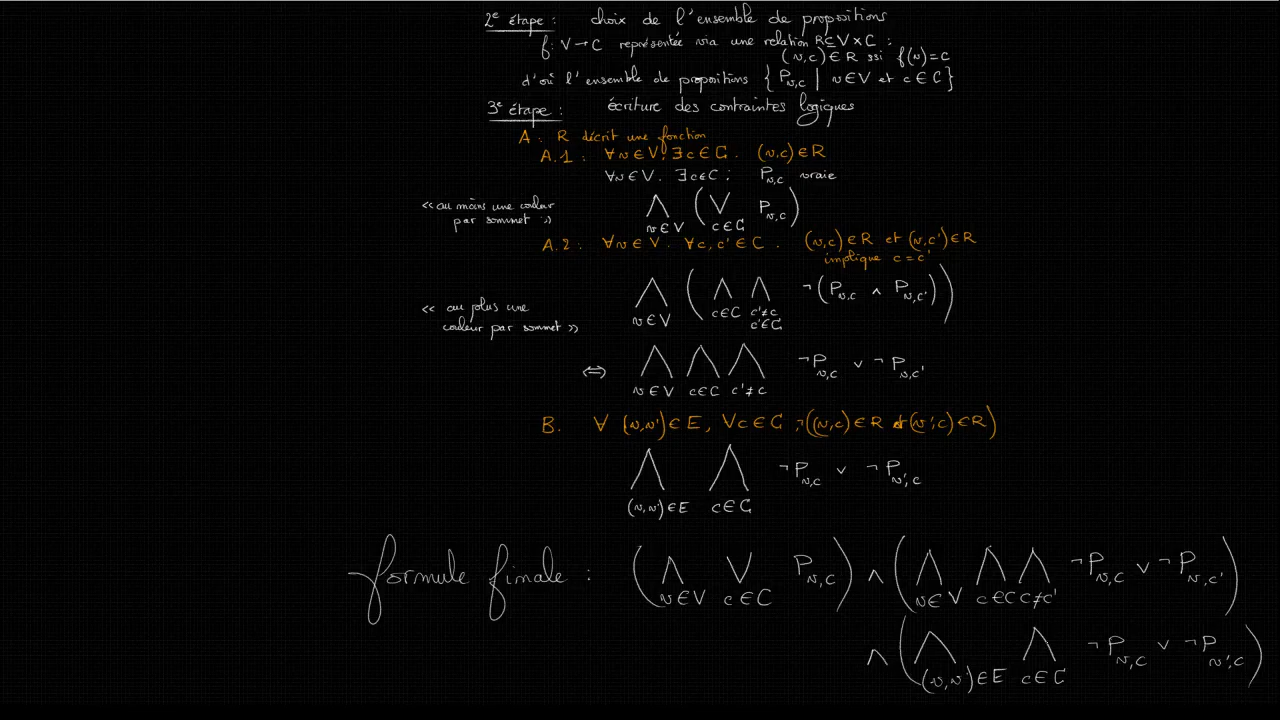 2e étape : choix de l'ensemble de propositions
f: V → C représentée via une relation R ⊆ V × C :
(v,c) ∈ R ssi f(v) = c
d'où l'ensemble de propositions { P_{v,c} | v ∈ V et c ∈ C }
3e étape : écriture des contraintes logiques
A : R décrit une fonction
A.1 : ∀v ∈ V, ∃c ∈ C. (v,c) ∈ R
∀v ∈ V. ∃c ∈ C, P_{v,c} vraie
<< au moins une couleur
par sommet >>
⋀_{v ∈ V} ( ⋁_{c ∈ C} P_{v,c} )
A.2 : ∀v ∈ V. ∀c, c' ∈ C. (v,c) ∈ R et (v,c') ∈ R
implique c = c'
<< au plus une
couleur par sommet >>
⋀_{v ∈ V} ( ⋀_{c ∈ C} ⋀_{c' ≠ c c' ∈ C} ¬(P_{v,c} ∧ P_{v,c'}) )
⇔ ⋀_{v ∈ V} ⋀_{c ∈ C} ⋀_{c' ≠ c} ¬P_{v,c} ∨ ¬P_{v,c'}
B. ∀ (v,v') ∈ E, ∀c ∈ C, ¬((v,c) ∈ R et (v',c) ∈ R)
⋀_{(v,v') ∈ E} ⋀_{c ∈ C} ¬P_{v,c} ∨ ¬P_{v',c}
formule finale : ( ⋀_{v ∈ V} ⋁_{c ∈ C} P_{v,c} ) ∧ ( ⋀_{v ∈ V} ⋀_{c ∈ C} ⋀_{c ≠ c'} ¬P_{v,c} ∨ ¬P_{v,c'} )
∧ ( ⋀_{(v,v') ∈ E} ⋀_{c ∈ C} ¬P_{v,c} ∨ ¬P_{v',c} )